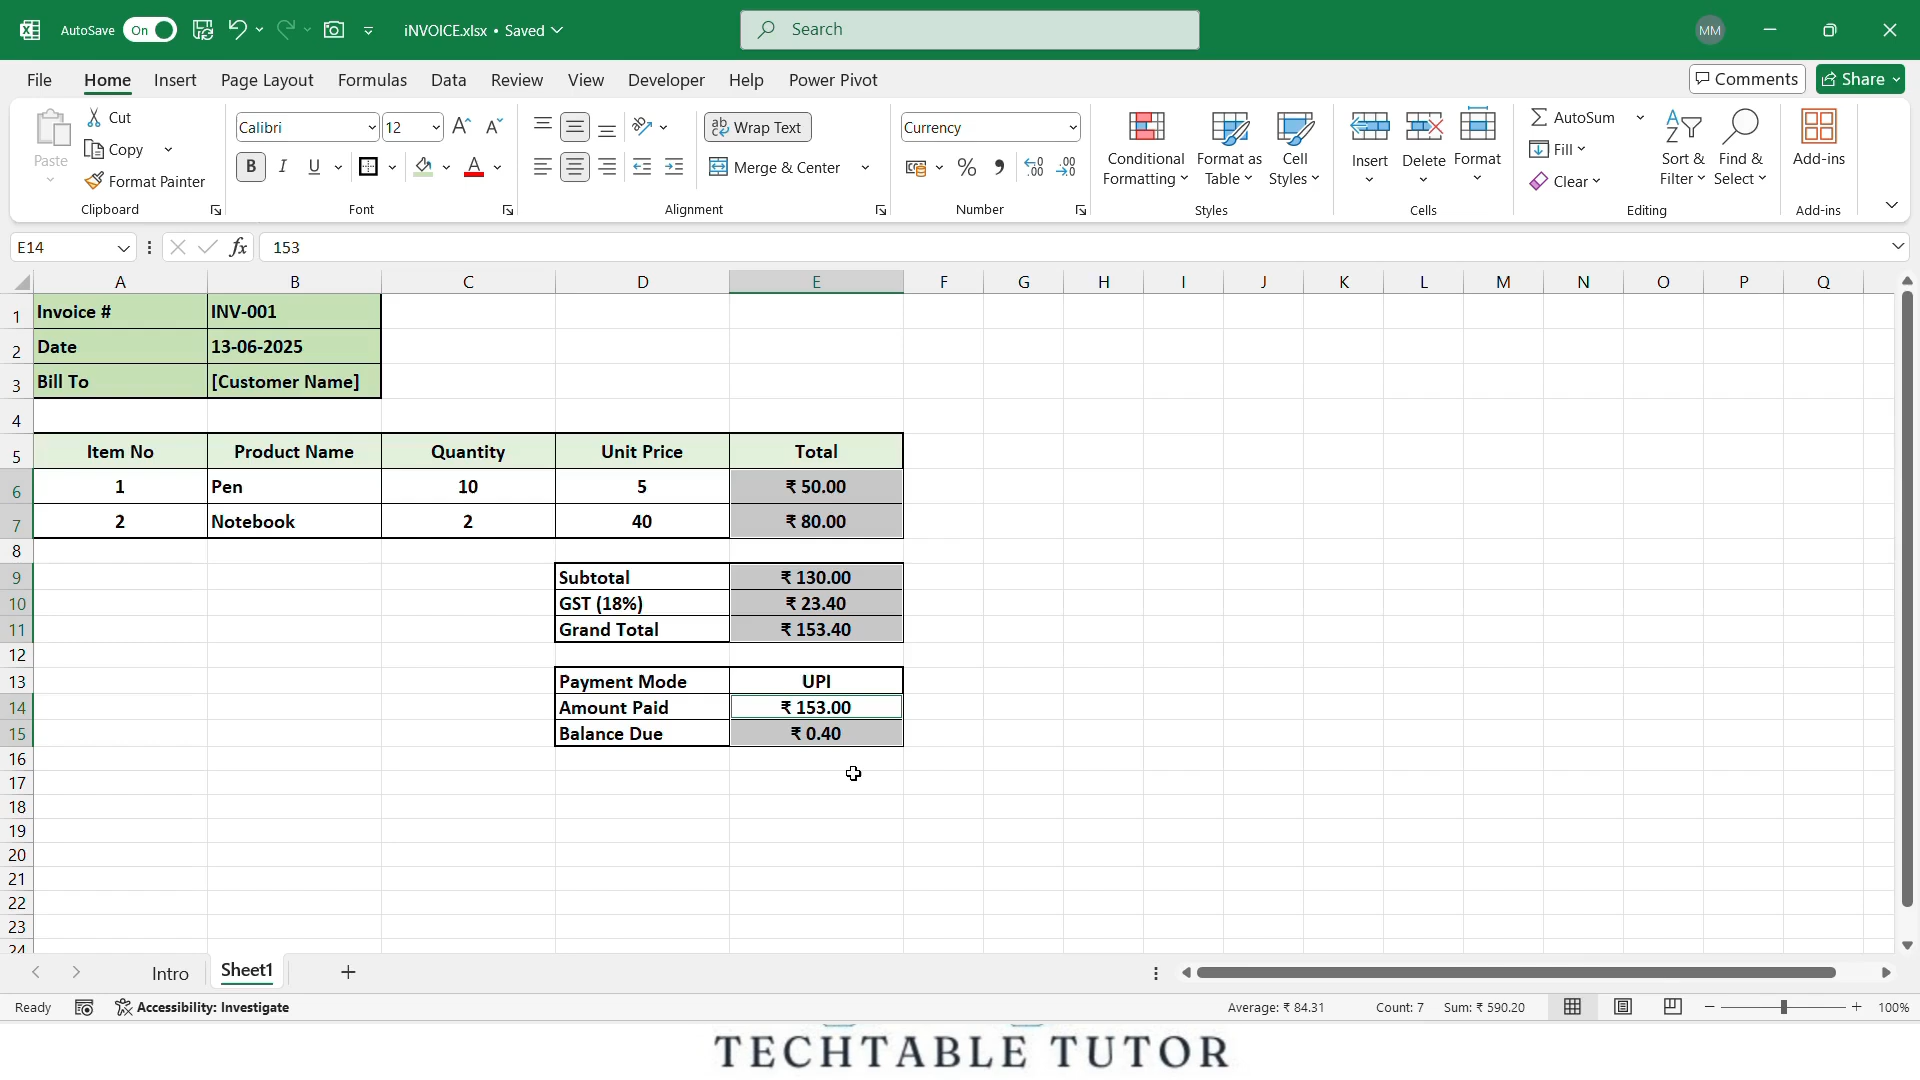 AutoSave On iNVOICE.xlsx • Saved Search MM
File Home Insert Page Layout Formulas Data Review View Developer Help Power Pivot Comments Share
Paste Cut Copy Format Painter Clipboard
Calibri 12 B I U A Font
ab Wrap Text Merge & Center Alignment
Currency % Number
Conditional Formatting Format as Table Cell Styles Styles
Insert Delete Format Cells
AutoSum Fill Clear Sort & Filter Find & Select Editing
Add-ins Add-ins
E14 fx 153
A B C D E F G H I J K L M N O P Q
1 Invoice # INV-001
2 Date 13-06-2025
3 Bill To [Customer Name]
4
5 Item No Product Name Quantity Unit Price Total
6 1 Pen 10 5 ₹ 50.00
7 2 Notebook 2 40 ₹ 80.00
8
9 Subtotal ₹ 130.00
10 GST (18%) ₹ 23.40
11 Grand Total ₹ 153.40
12
13 Payment Mode UPI
14 Amount Paid ₹ 153.00
15 Balance Due ₹ 0.40
16
17
18
19
20
21
22
23
24
Intro Sheet1
Ready Accessibility: Investigate Average: ₹ 84.31 Count: 7 Sum: ₹ 590.20 100%
TECHTABLE TUTOR